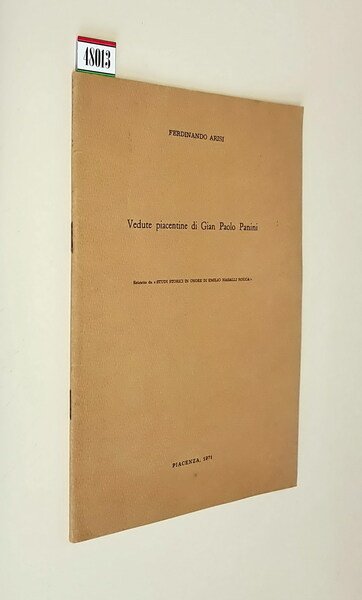 48013
FERDINANDO ARISI
Vedute piacentine di Gian Paolo Panini
Estratto da «STUDI STORICI IN ONORE DI EMILIO NASALLI ROCCA»
PIACENZA, 1971